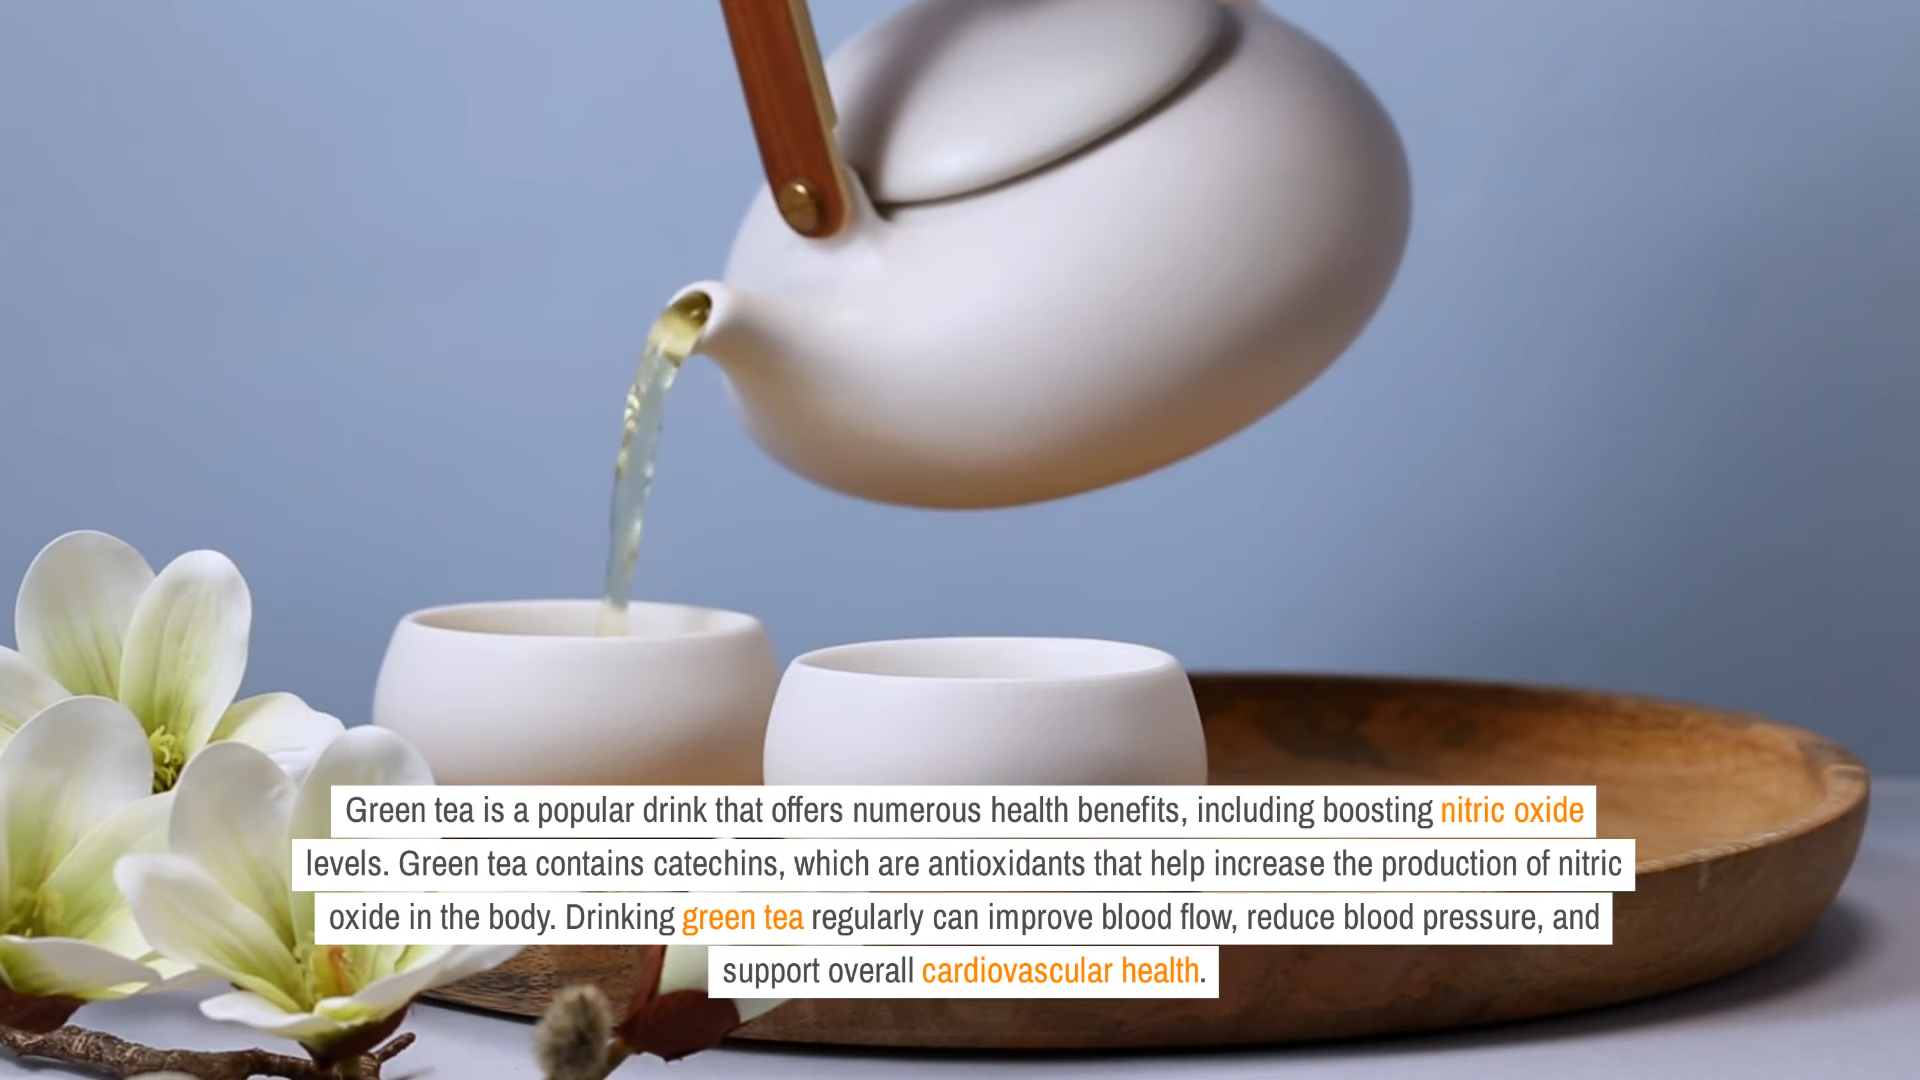 Green tea is a popular drink that offers numerous health benefits, including boosting nitric oxide
levels. Green tea contains catechins, which are antioxidants that help increase the production of nitric
oxide in the body. Drinking green tea regularly can improve blood flow, reduce blood pressure, and
support overall cardiovascular health.